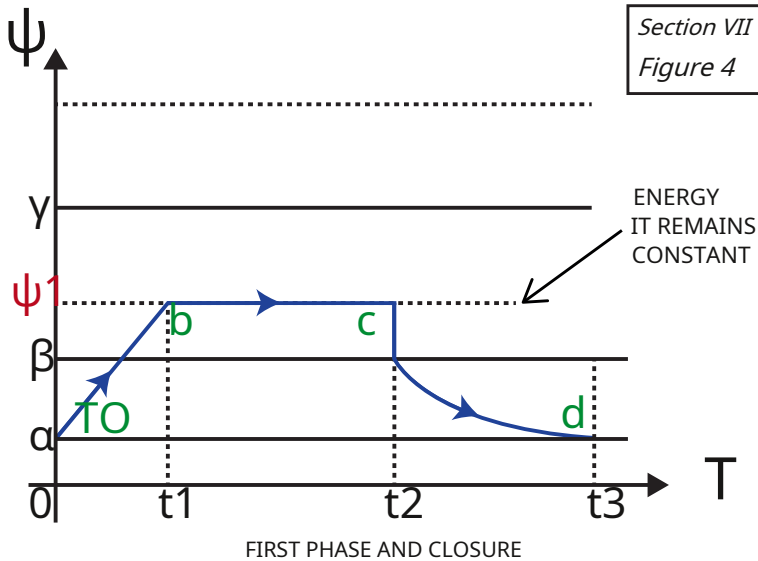 ψ
Section VII
Figure 4
γ
ENERGY
IT REMAINS
CONSTANT
ψ1
b
c
β
TO
d
α
0
t1
t2
t3
T
FIRST PHASE AND CLOSURE